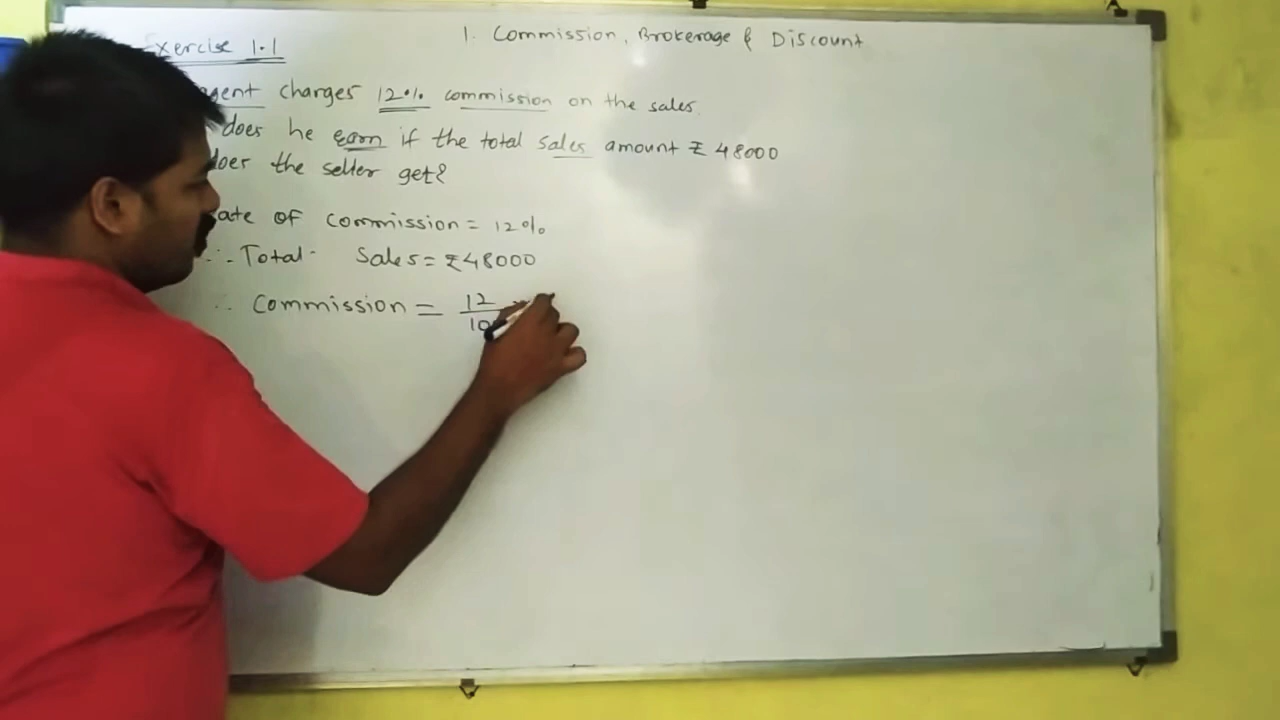 1. Commission, Brokerage & Discount
Exercise 1.1
agent charges 12% commission on the sales.
does he earn if the total sales amount ₹ 48000
does the seller get?
Rate of commission = 12%
∴ Total Sales = ₹48000
∴ Commission = 12/10